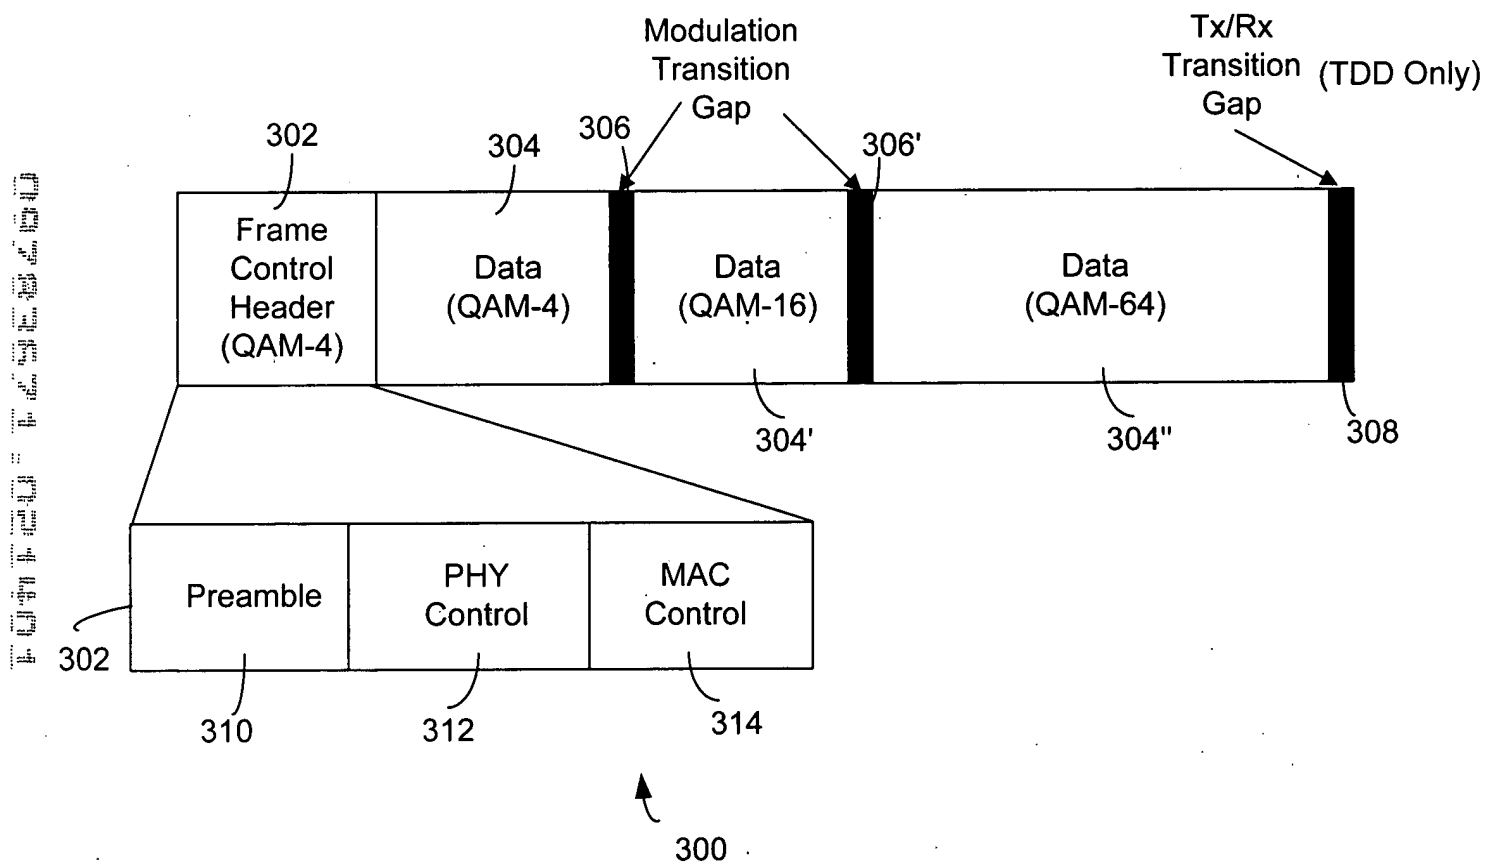 Modulation
Transition
Gap
Tx/Rx
Transition
Gap
(TDD Only)
302
304
306
306'
Frame
Control
Header
(QAM-4)
Data
(QAM-4)
Data
(QAM-16)
Data
(QAM-64)
304'
304"
308
Preamble
PHY
Control
MAC
Control
302
310
312
314
300